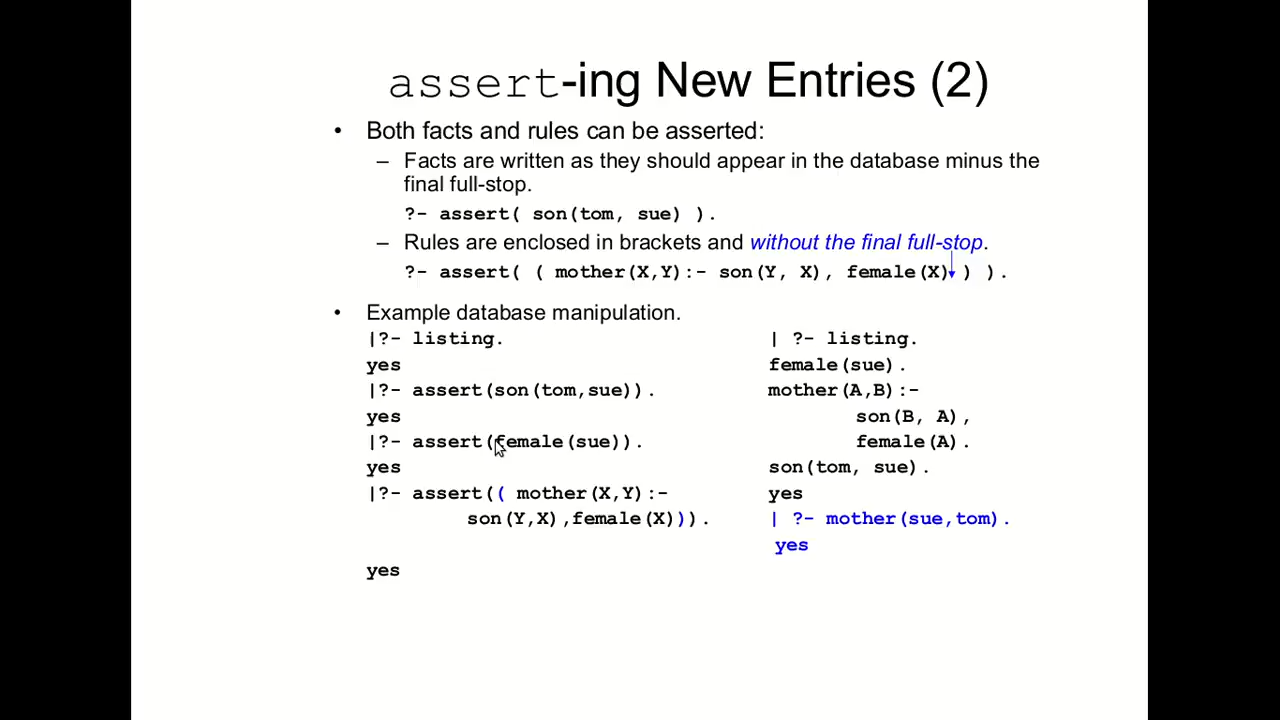 assert-ing New Entries (2)
• Both facts and rules can be asserted:
– Facts are written as they should appear in the database minus the
final full-stop.
?- assert( son(tom, sue) ).
– Rules are enclosed in brackets and without the final full-stop.
?- assert( ( mother(X,Y):- son(Y, X), female(X) ) ).
• Example database manipulation.
|?- listing.
yes
|?- assert(son(tom,sue)).
yes
|?- assert(female(sue)).
yes
|?- assert(( mother(X,Y):-
son(Y,X),female(X))).
yes
| ?- listing.
female(sue).
mother(A,B):-
son(B, A),
female(A).
son(tom, sue).
yes
| ?- mother(sue,tom).
yes